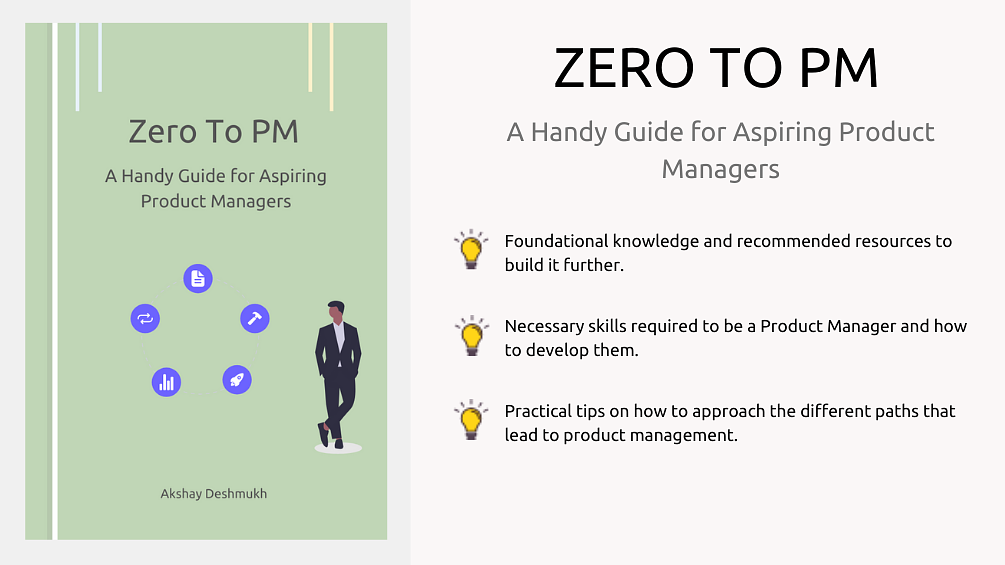 Zero To PM
A Handy Guide for Aspiring
Product Managers
Akshay Deshmukh
ZERO TO PM
A Handy Guide for Aspiring Product
Managers
Foundational knowledge and recommended resources to
build it further.
Necessary skills required to be a Product Manager and how
to develop them.
Practical tips on how to approach the different paths that
lead to product management.